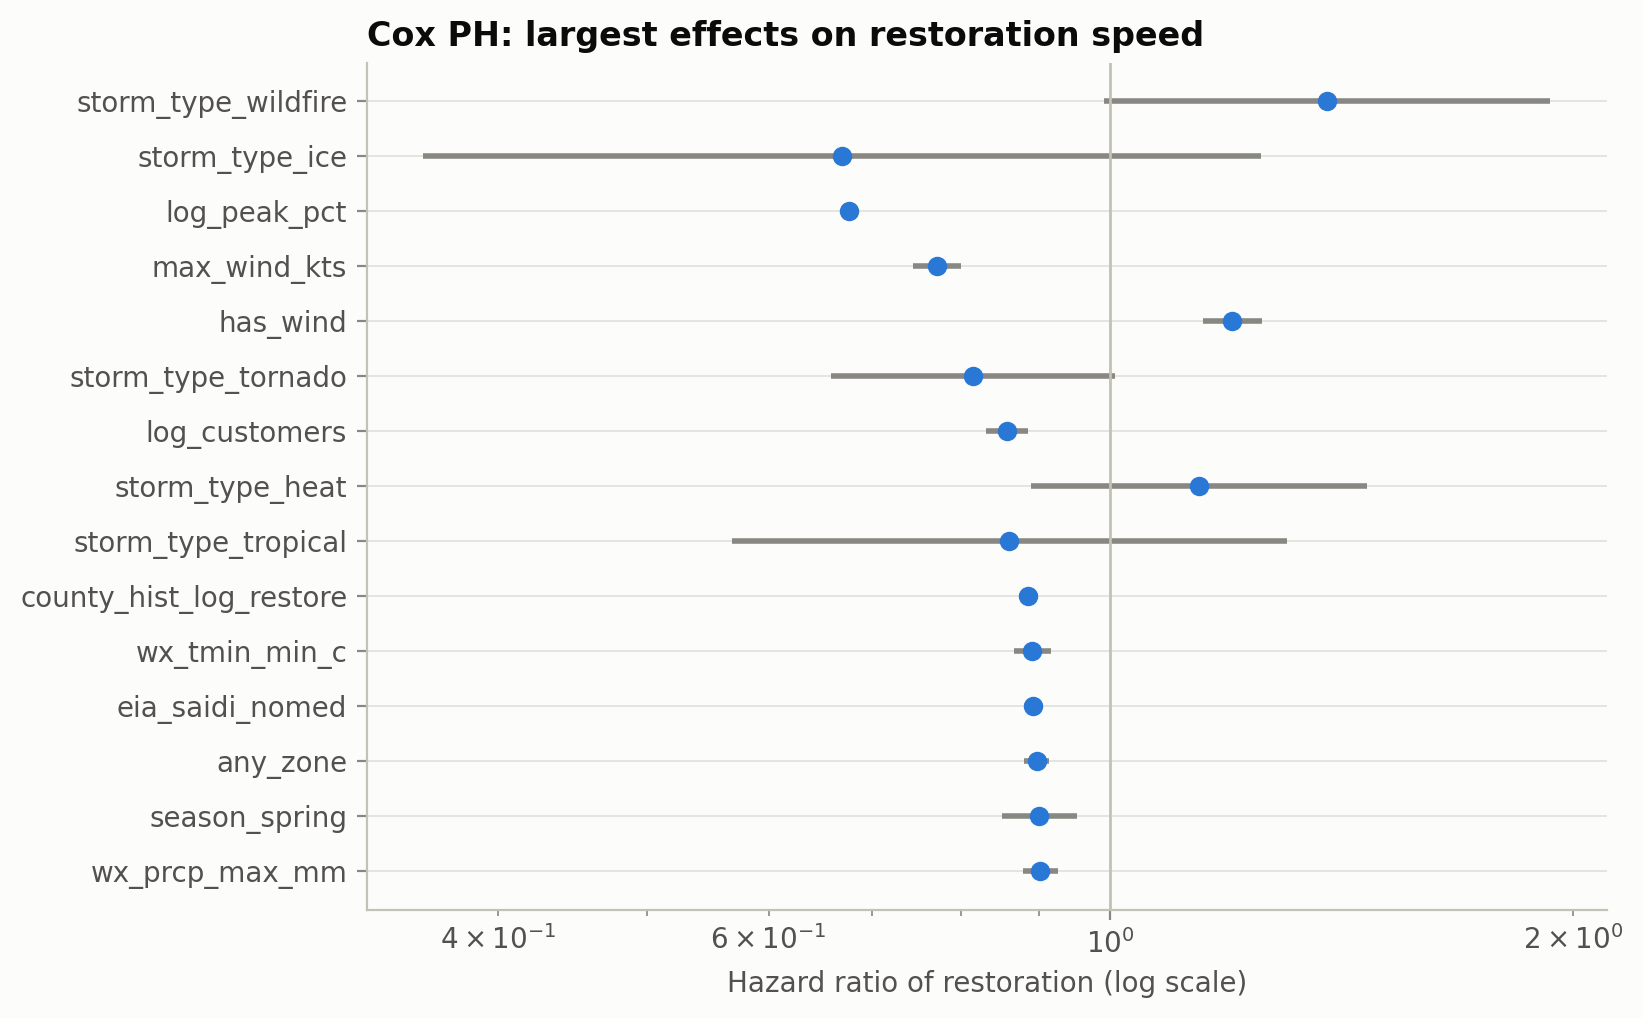 Cox PH: largest effects on restoration speed
storm_type_wildfire
storm_type_ice
log_peak_pct
max_wind_kts
has_wind
storm_type_tornado
log_customers
storm_type_heat
storm_type_tropical
county_hist_log_restore
wx_tmin_min_c
eia_saidi_nomed
any_zone
season_spring
wx_prcp_max_mm
4 × 10⁻¹ 6 × 10⁻¹ 10⁰ 2 × 10⁰
Hazard ratio of restoration (log scale)